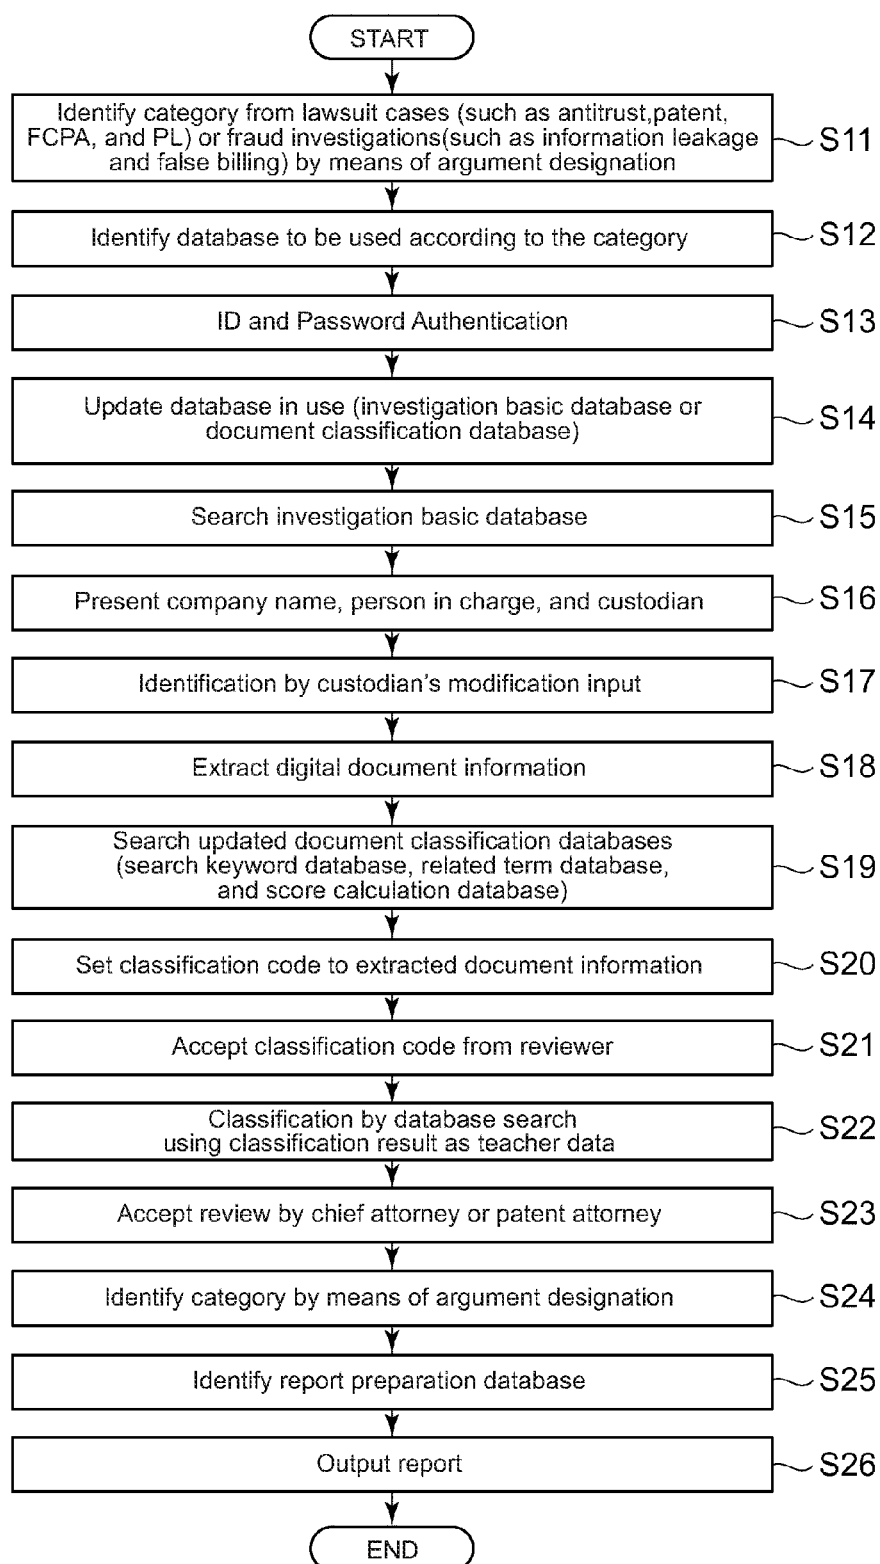 START
Identify category from lawsuit cases (such as antitrust,patent,
FCPA, and PL) or fraud investigations(such as information leakage
and false billing) by means of argument designation
S11
Identify database to be used according to the category
S12
ID and Password Authentication
S13
Update database in use (investigation basic database or
document classification database)
S14
Search investigation basic database
S15
Present company name, person in charge, and custodian
S16
Identification by custodian's modification input
S17
Extract digital document information
S18
Search updated document classification databases
(search keyword database, related term database,
and score calculation database)
S19
Set classification code to extracted document information
S20
Accept classification code from reviewer
S21
Classification by database search
using classification result as teacher data
S22
Accept review by chief attorney or patent attorney
S23
Identify category by means of argument designation
S24
Identify report preparation database
S25
Output report
S26
END